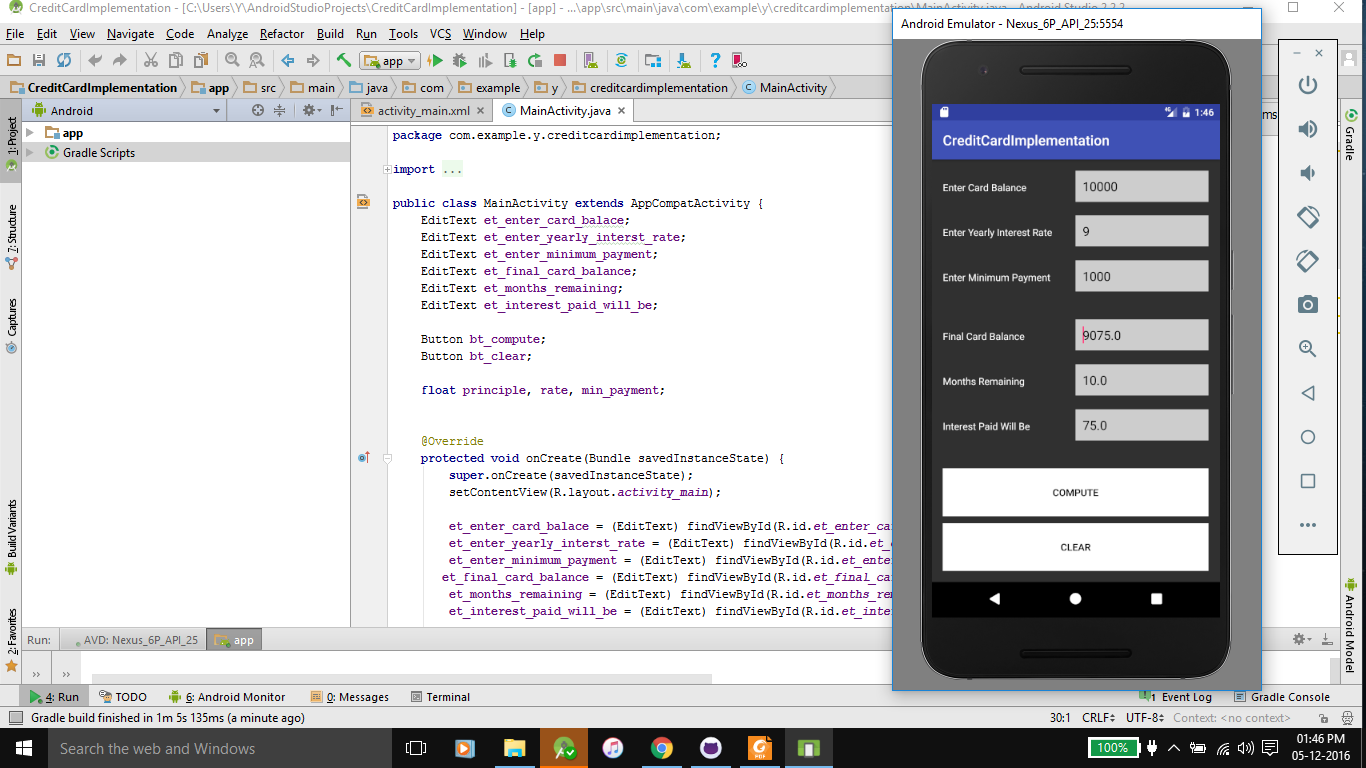 CreditCardImplementation - [C:\Users\Y\AndroidStudioProjects\CreditCardImplementation] - [app] - ...\app\src\main\java\com\example\y\creditcardimplementation\MainActivity.java - Android Studio 2.2.2
File Edit View Navigate Code Analyze Refactor Build Run Tools VCS Window Help
app
CreditCardImplementation app src main java com example y creditcardimplementation MainActivity
Android
activity_main.xml
MainActivity.java
1: Project
7: Structure
Captures
Build Variants
2: Favorites
app
Gradle Scripts
package com.example.y.creditcardimplementation;
import ...
public class MainActivity extends AppCompatActivity {
EditText et_enter_card_balace;
EditText et_enter_yearly_interst_rate;
EditText et_enter_minimum_payment;
EditText et_final_card_balance;
EditText et_months_remaining;
EditText et_interest_paid_will_be;
Button bt_compute;
Button bt_clear;
float principle, rate, min_payment;
@Override
protected void onCreate(Bundle savedInstanceState) {
super.onCreate(savedInstanceState);
setContentView(R.layout.activity_main);
et_enter_card_balace = (EditText) findViewById(R.id.et_enter_ca
et_enter_yearly_interst_rate = (EditText) findViewById(R.id.et_
et_enter_minimum_payment = (EditText) findViewById(R.id.et_ente
et_final_card_balance = (EditText) findViewById(R.id.et_final_ca
et_months_remaining = (EditText) findViewById(R.id.et_months_re
et_interest_paid_will_be = (EditText) findViewById(R.id.et_inte
Android Emulator - Nexus_6P_API_25:5554
1:46
CreditCardImplementation
Enter Card Balance 10000
Enter Yearly Interest Rate 9
Enter Minimum Payment 1000
Final Card Balance 9075.0
Months Remaining 10.0
Interest Paid Will Be 75.0
COMPUTE
CLEAR
ms
Gradle
Android Model
Run: AVD: Nexus_6P_API_25 app
4: Run TODO 6: Android Monitor 0: Messages Terminal 1 Event Log Gradle Console
Gradle build finished in 1m 5s 135ms (a minute ago) 30:1 CRLF UTF-8 Context: <no context>
Search the web and Windows
PDF
100%
01:46 PM
05-12-2016